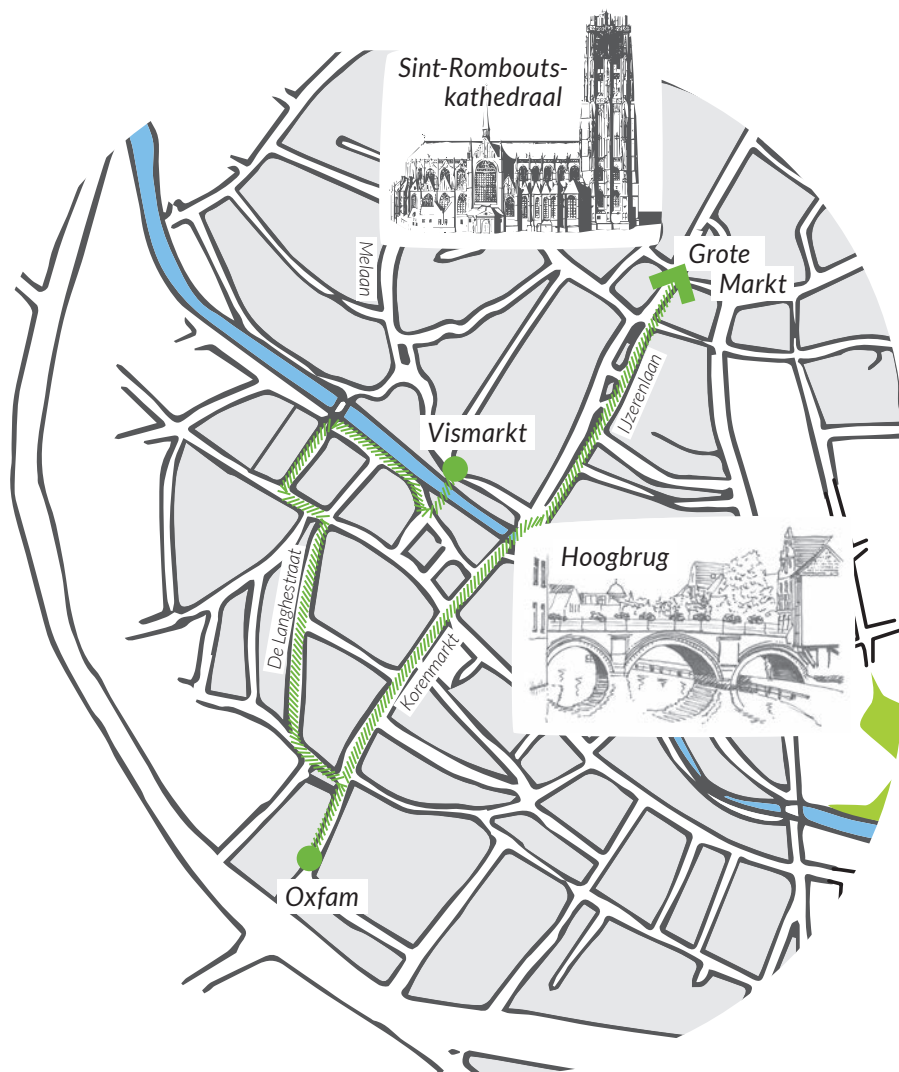 Sint-Rombouts-
kathedraal
Melaan
Grote
Markt
IJzerenlaan
Vismarkt
Hoogbrug
De Langhestraat
Korenmarkt
Oxfam